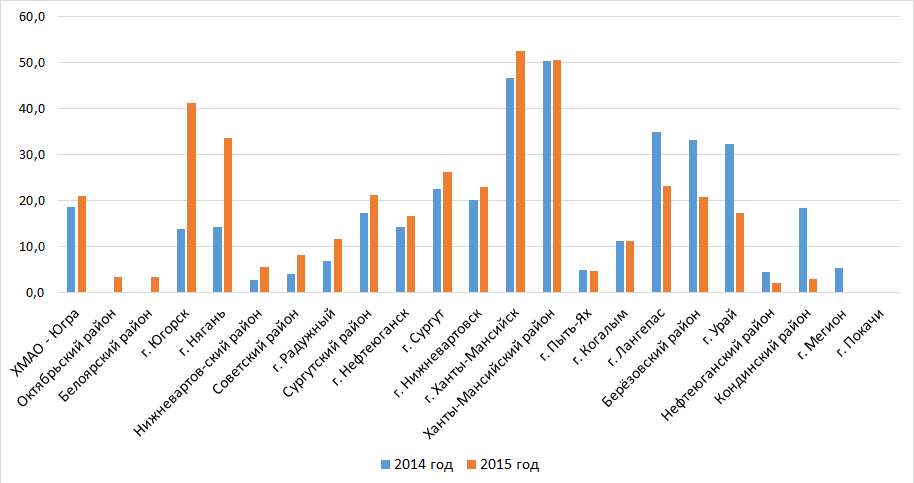 60,0
50,0
40,0
30,0
20,0
10,0
0,0
ХМАО - Югра
Октябрьский район
Белоярский район
г. Югорск
г. Нягань
Нижневартов-ский район
Советский район
г. Радужный
Сургутский район
г. Нефтеюганск
г. Сургут
г. Нижневартовск
г. Ханты-Мансийск
Ханты-Мансийский район
г. Пыть-Ях
г. Когалым
г. Лангепас
Берёзовский район
г. Урай
Нефтеюганский район
Кондинский район
г. Мегион
г. Покачи
2014 год
2015 год